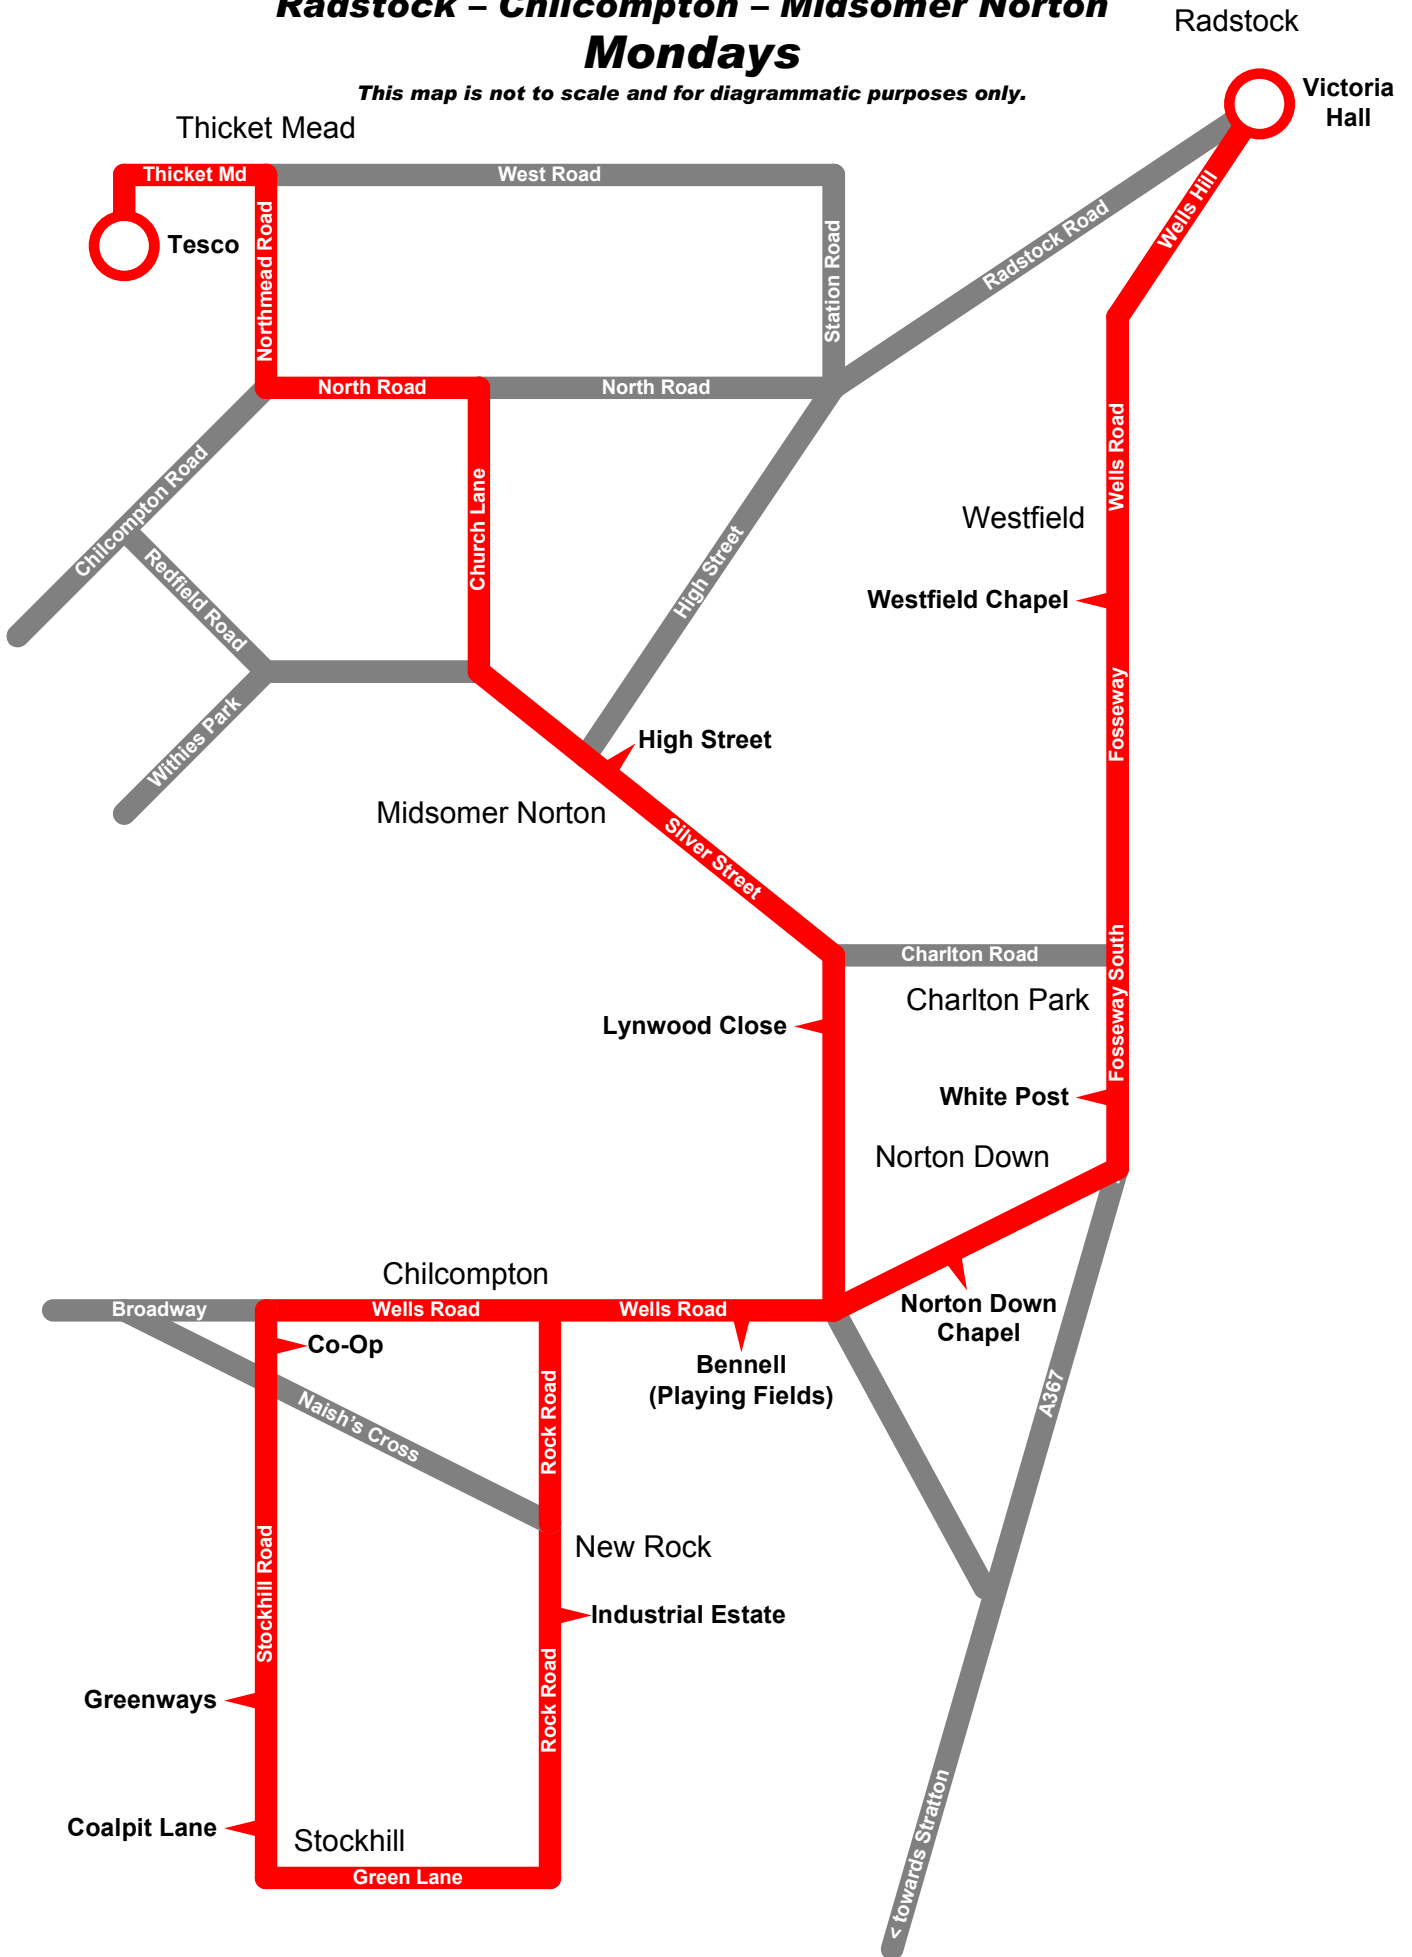 Radstock – Chilcompton – Midsomer Norton
Mondays
This map is not to scale and for diagrammatic purposes only.
Radstock
Victoria
Hall
Thicket Mead
Thicket Md
West Road
Tesco
Northmead Road
Station Road
Radstock Road
Wells Hill
North Road
North Road
Chilcompton Road
Church Lane
High Street
Wells Road
Westfield
Redfield Road
Westfield Chapel
Withies Park
Fosseway
High Street
Midsomer Norton
Silver Street
Charlton Road
Fosseway South
Charlton Park
Lynwood Close
White Post
Norton Down
Chilcompton
Broadway
Wells Road
Wells Road
Norton Down
Chapel
Co-Op
Bennell
(Playing Fields)
Naish's Cross
Rock Road
A367
New Rock
Stockhill Road
Industrial Estate
Greenways
Rock Road
Coalpit Lane
Stockhill
Green Lane
< towards Stratton